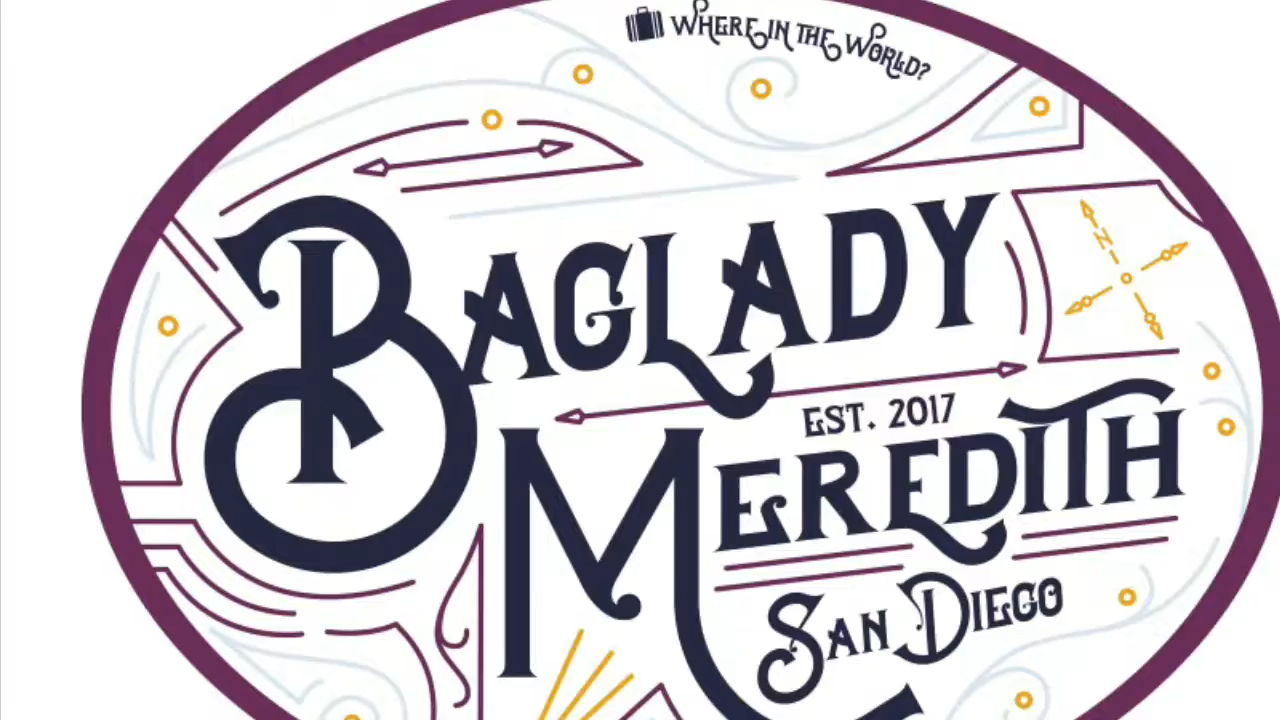 WHERE IN THE WORLD?
BAGLADY
N
EST. 2017
MEREDITH
SAN DIEGO